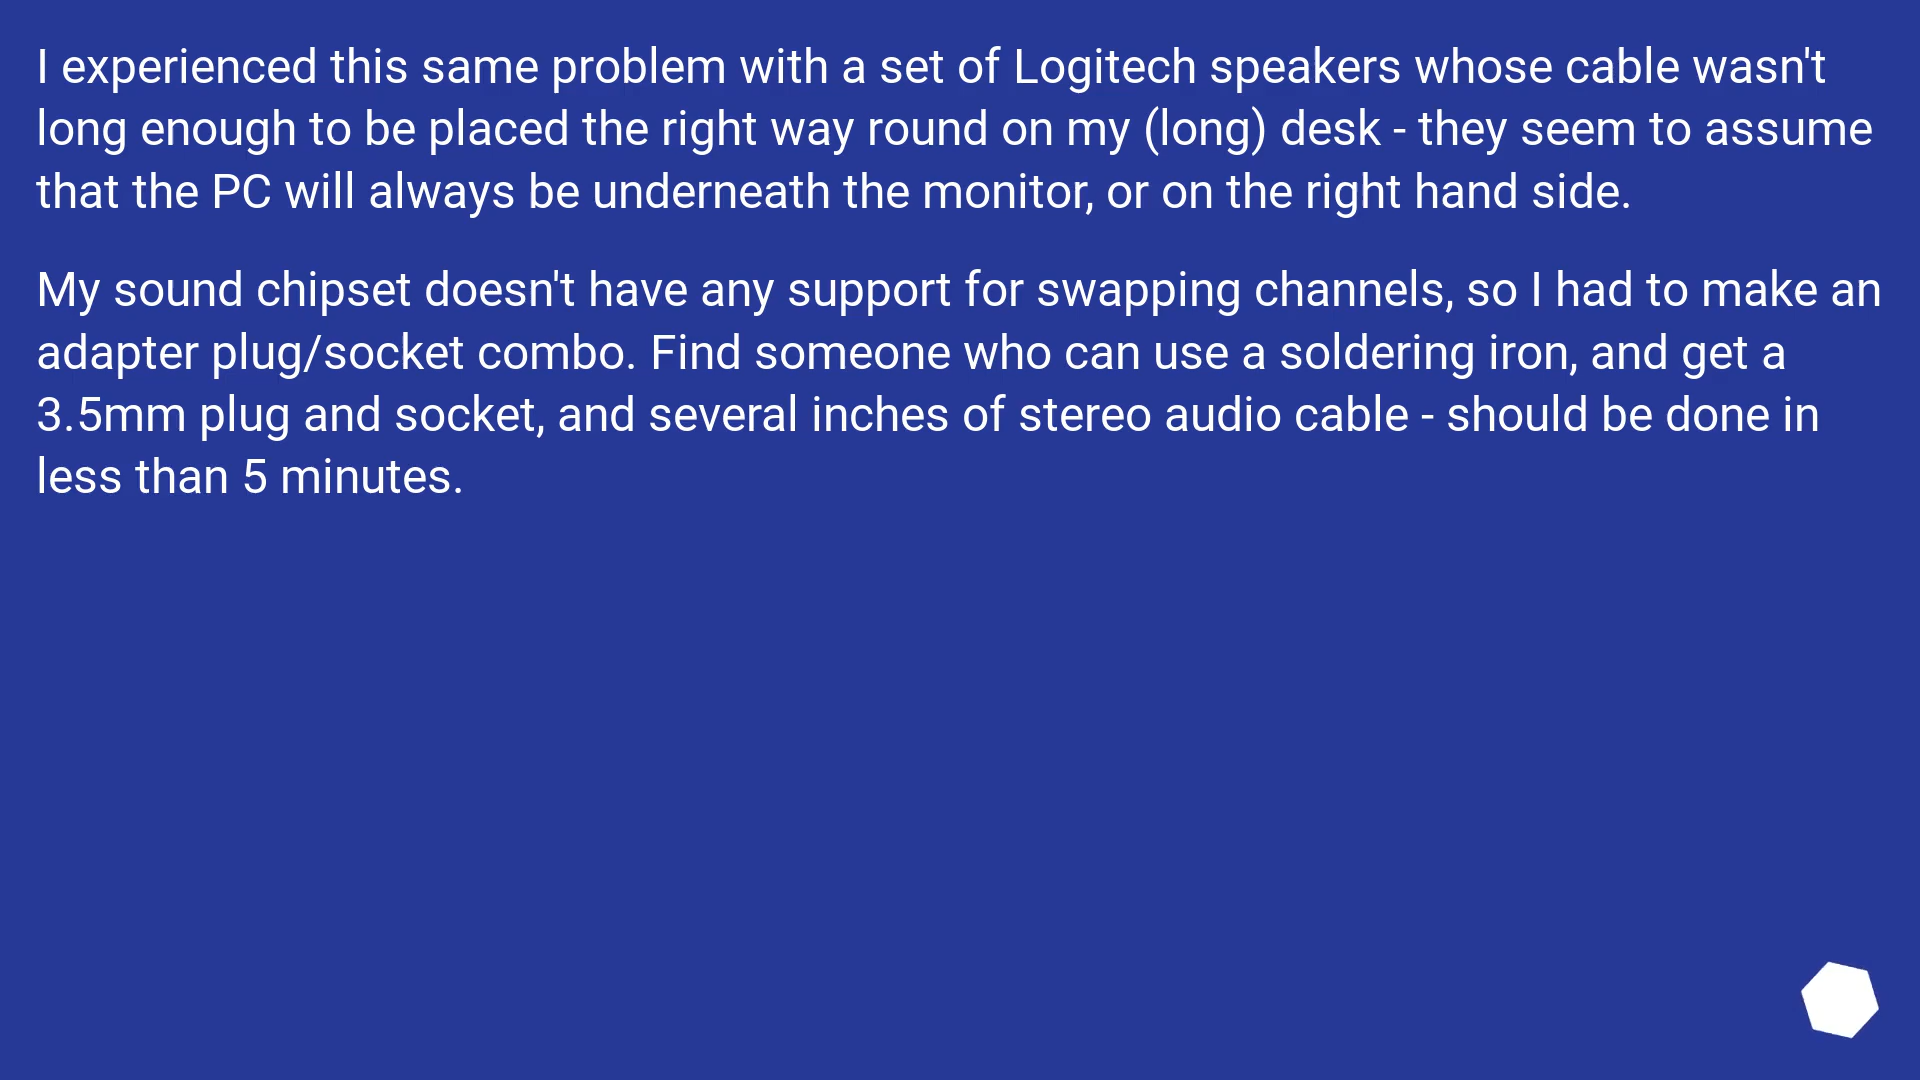 I experienced this same problem with a set of Logitech speakers whose cable wasn't
long enough to be placed the right way round on my (long) desk - they seem to assume
that the PC will always be underneath the monitor, or on the right hand side.
My sound chipset doesn't have any support for swapping channels, so I had to make an
adapter plug/socket combo. Find someone who can use a soldering iron, and get a
3.5mm plug and socket, and several inches of stereo audio cable - should be done in
less than 5 minutes.